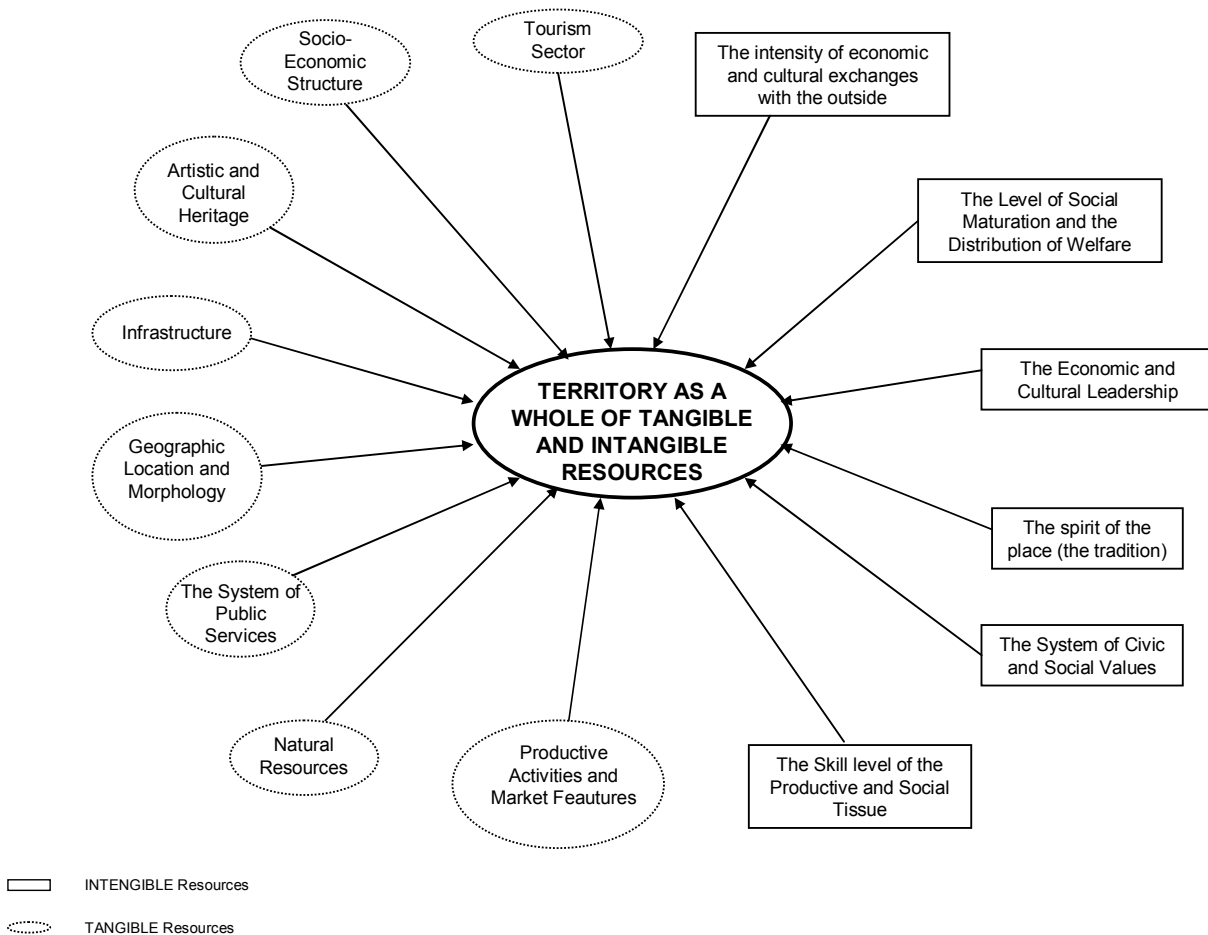 Socio-
Economic
Structure
Tourism
Sector
The intensity of economic
and cultural exchanges
with the outside
Artistic and
Cultural
Heritage
The Level of Social
Maturation and the
Distribution of Welfare
Infrastructure
The Economic and
Cultural Leadership
TERRITORY AS A
WHOLE OF TANGIBLE
AND INTANGIBLE
RESOURCES
Geographic
Location and
Morphology
The spirit of the
place (the tradition)
The System of
Public
Services
The System of Civic
and Social Values
Natural
Resources
Productive
Activities and
Market Feautures
The Skill level of the
Productive and Social
Tissue
INTENGIBLE Resources
TANGIBLE Resources